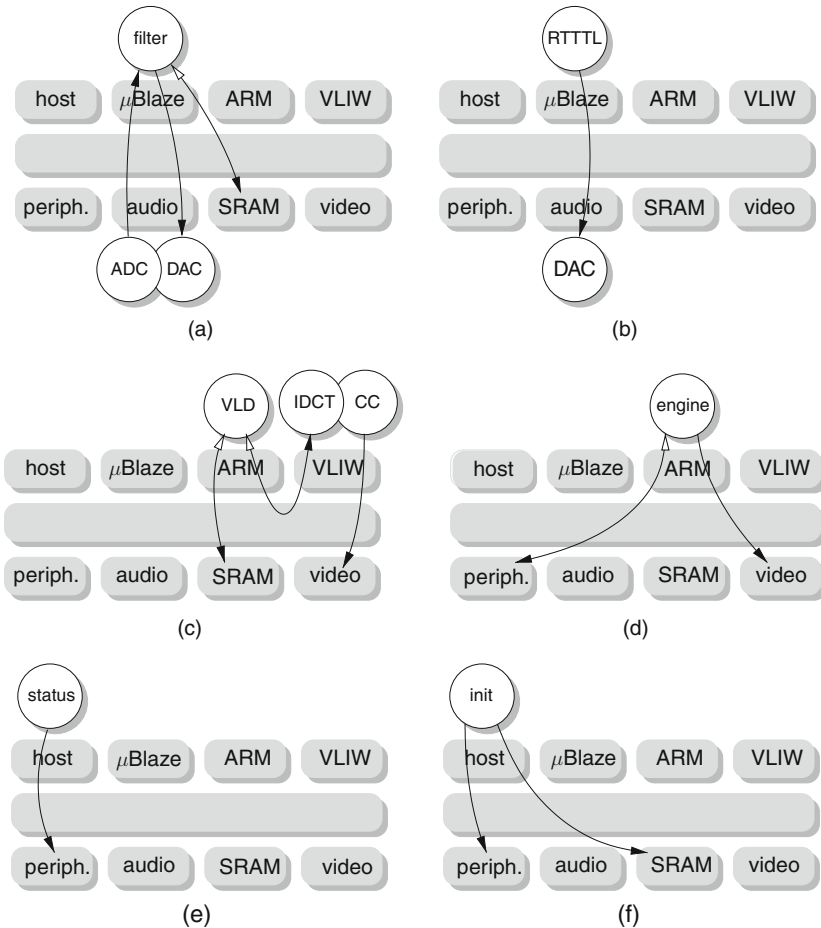 filter
host μBlaze ARM VLIW
periph. audio SRAM video
ADC DAC
(a)
RTTTL
host μBlaze ARM VLIW
periph. audio SRAM video
DAC
(b)
VLD IDCT CC
host μBlaze ARM VLIW
periph. audio SRAM video
(c)
engine
host μBlaze ARM VLIW
periph. audio SRAM video
(d)
status
host μBlaze ARM VLIW
periph. audio SRAM video
(e)
init
host μBlaze ARM VLIW
periph. audio SRAM video
(f)